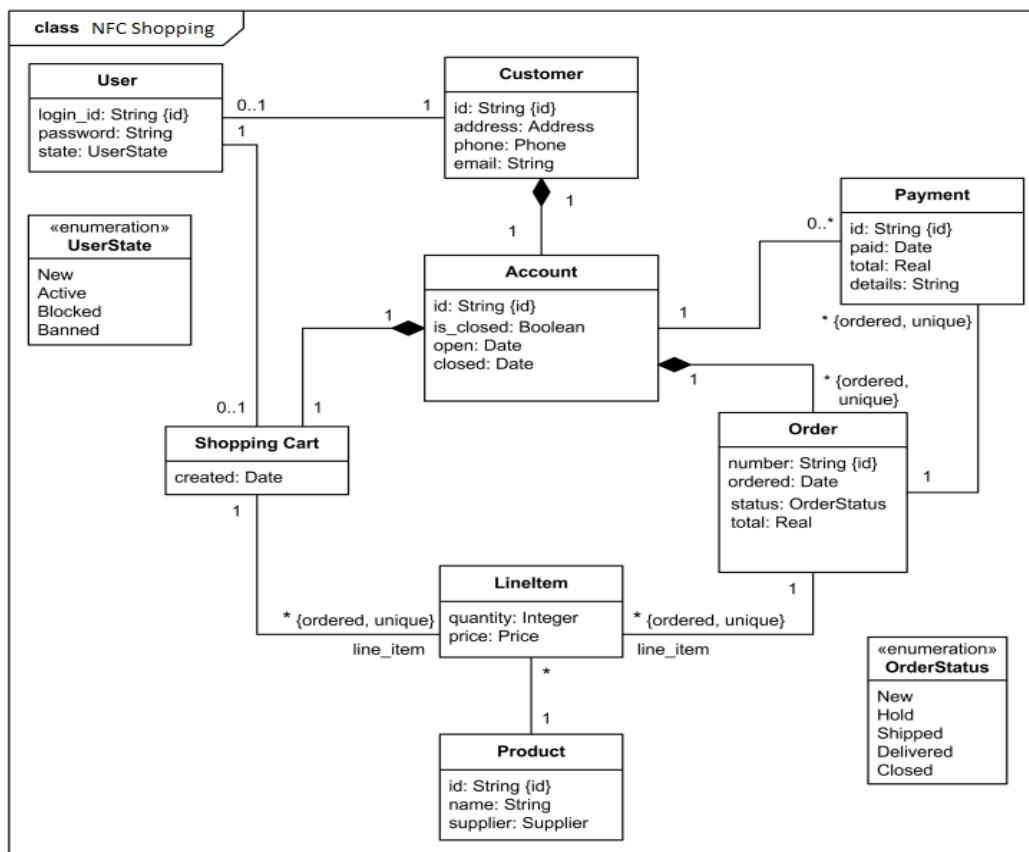 class NFC Shopping
User
login_id: String {id}
password: String
state: UserState
0..1
1
1
Customer
id: String {id}
address: Address
phone: Phone
email: String
1
1
«enumeration»
UserState
New
Active
Blocked
Banned
Payment
id: String {id}
paid: Date
total: Real
details: String
0..*
* {ordered, unique}
Account
id: String {id}
is_closed: Boolean
open: Date
closed: Date
1
1
1
* {ordered,
unique}
0..1
1
Shopping Cart
created: Date
1
Order
number: String {id}
ordered: Date
status: OrderStatus
total: Real
1
1
LineItem
quantity: Integer
price: Price
* {ordered, unique}
line_item
* {ordered, unique}
line_item
*
1
Product
id: String {id}
name: String
supplier: Supplier
«enumeration»
OrderStatus
New
Hold
Shipped
Delivered
Closed